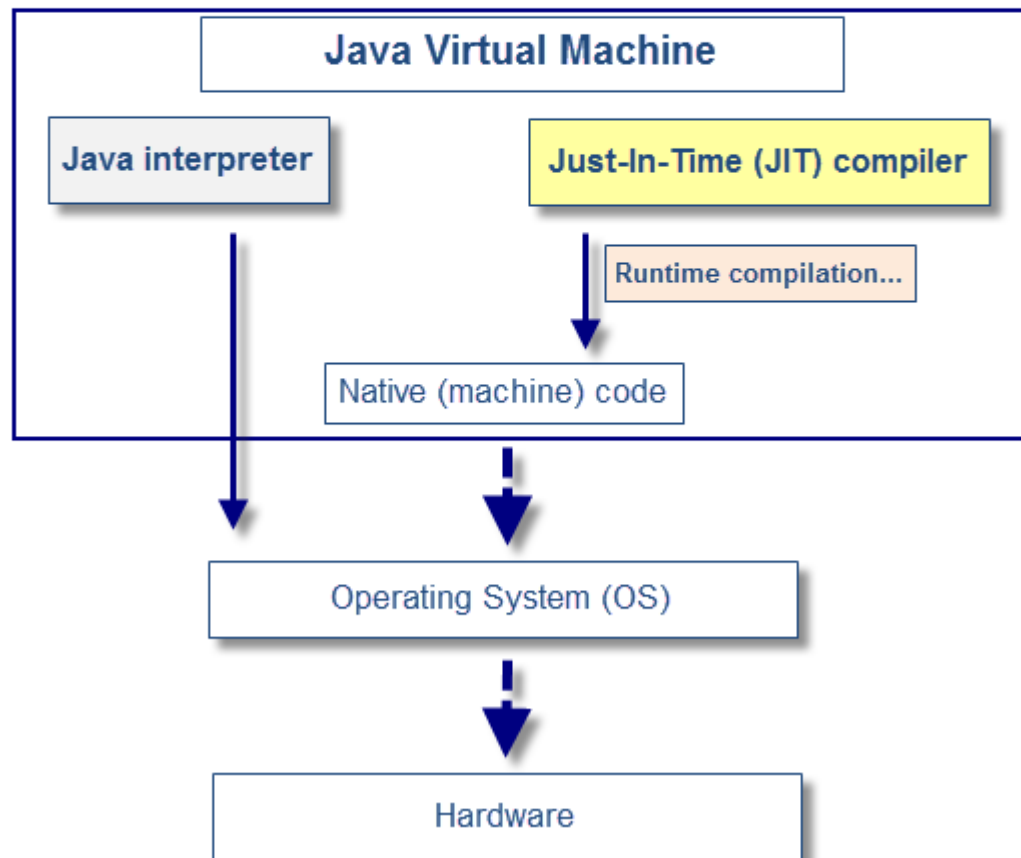 Java Virtual Machine
Java interpreter
Just-In-Time (JIT) compiler
Runtime compilation...
Native (machine) code
Operating System (OS)
Hardware